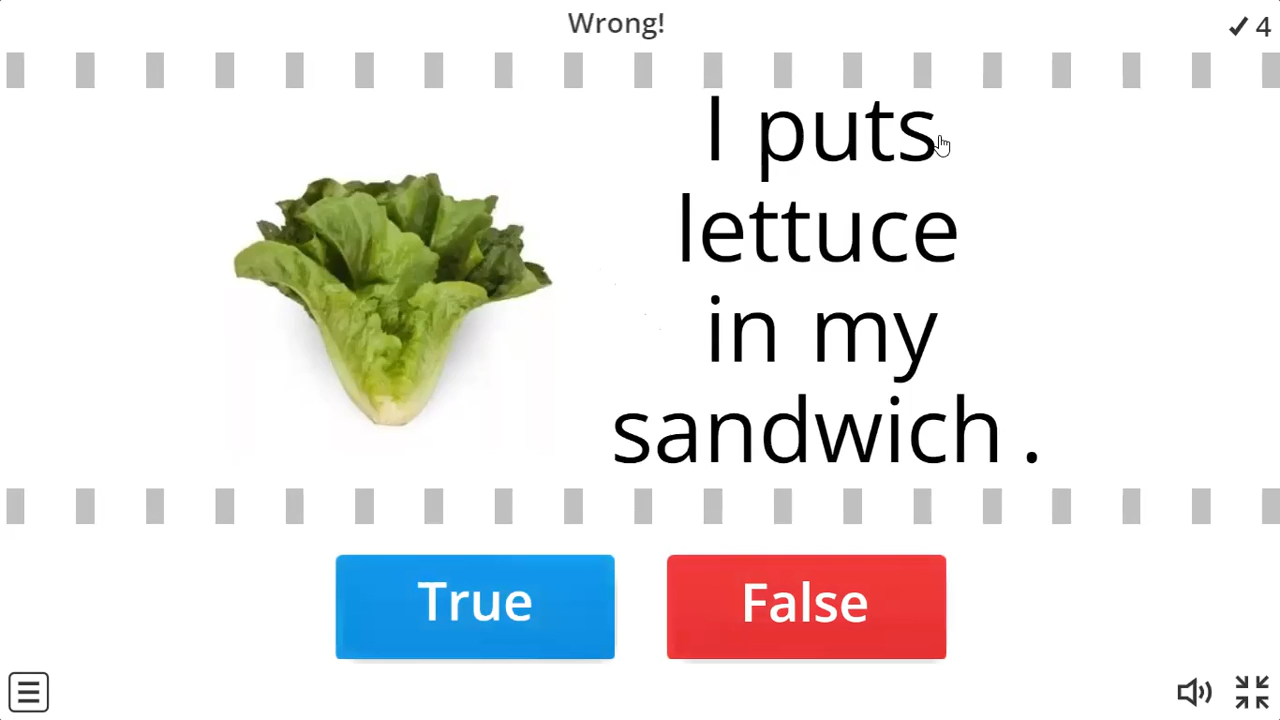 Wrong!
✓ 4
I puts
lettuce
in my
sandwich .
True
False